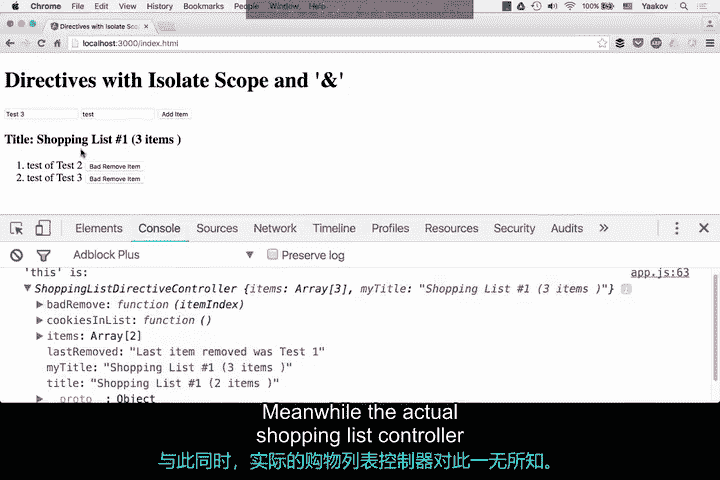 Chrome File Edit View History Bookmarks People Window Help 100% Yaakov
Directives with Isolate Sco
localhost:3000/index.html
Directives with Isolate Scope and '&'
Test 3 test Add Item
Title: Shopping List #1 (3 items )
1. test of Test 2 Bad Remove Item
2. test of Test 3 Bad Remove Item
Elements Console Sources Network Timeline Profiles Resources Security Audits
Adblock Plus Preserve log
'this' is: app.js:63
ShoppingListDirectiveController {items: Array[3], myTitle: "Shopping List #1 (3 items )"}
badRemove: function (itemIndex)
cookiesInList: function ()
items: Array[2]
lastRemoved: "Last item removed was Test 1"
myTitle: "Shopping List #1 (3 items )"
title: "Shopping List #1 (2 items )"
__proto__: Object
Meanwhile the actual
shopping list controller
与此同时，实际的购物列表控制器对此一无所知。